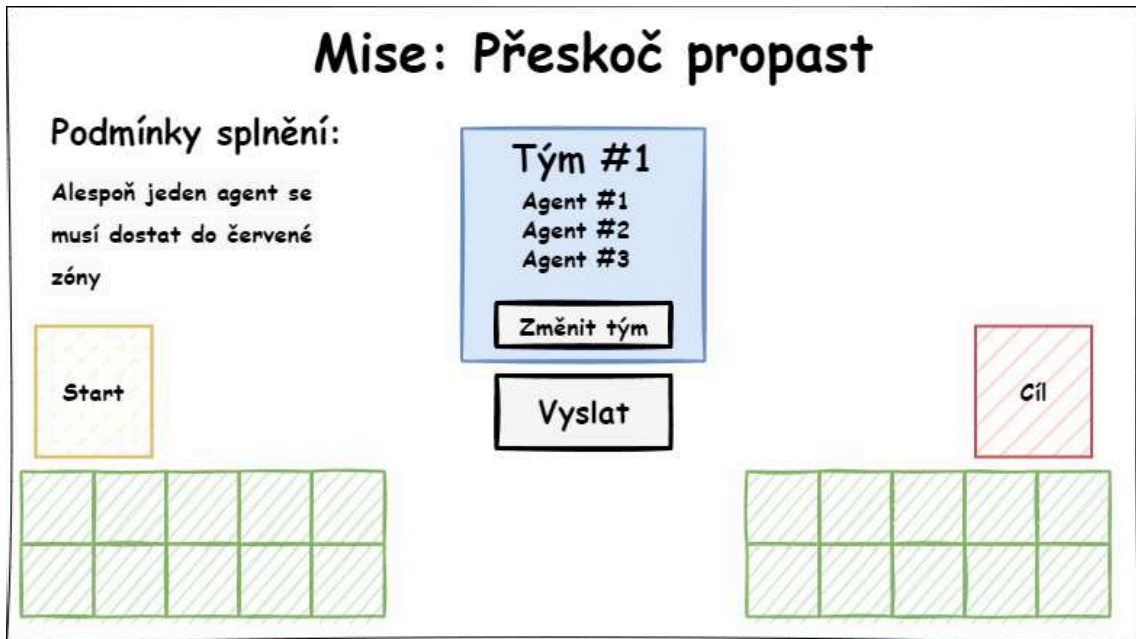 Mise: Přeskoč propast
Podmínky splnění:
Alespoň jeden agent se
musí dostat do červené
zóny
Tým #1
Agent #1
Agent #2
Agent #3
Změnit tým
Vyslat
Start
Cíl